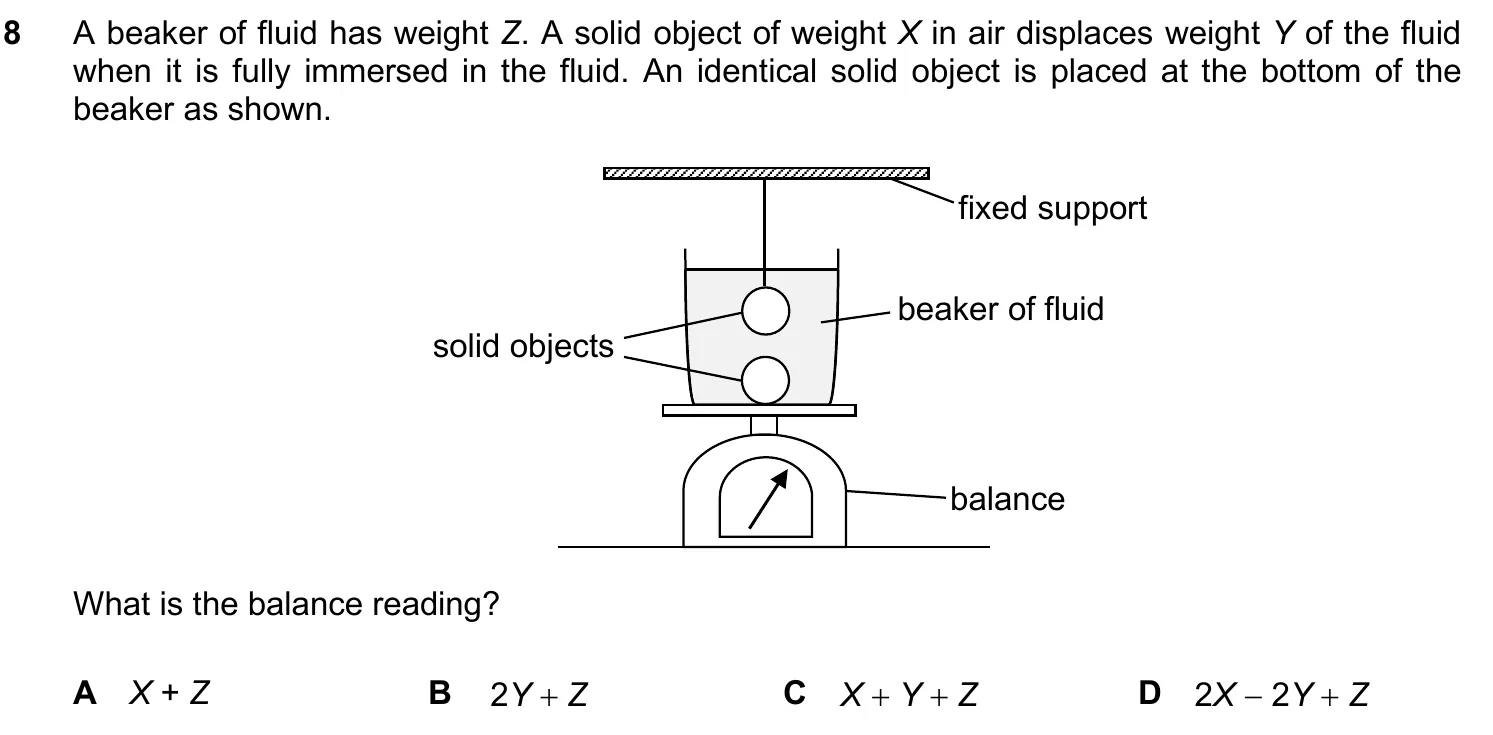 8 A beaker of fluid has weight Z. A solid object of weight X in air displaces weight Y of the fluid
when it is fully immersed in the fluid. An identical solid object is placed at the bottom of the
beaker as shown.
fixed support
beaker of fluid
solid objects
balance
What is the balance reading?
A X + Z B 2Y + Z C X + Y + Z D 2X – 2Y + Z